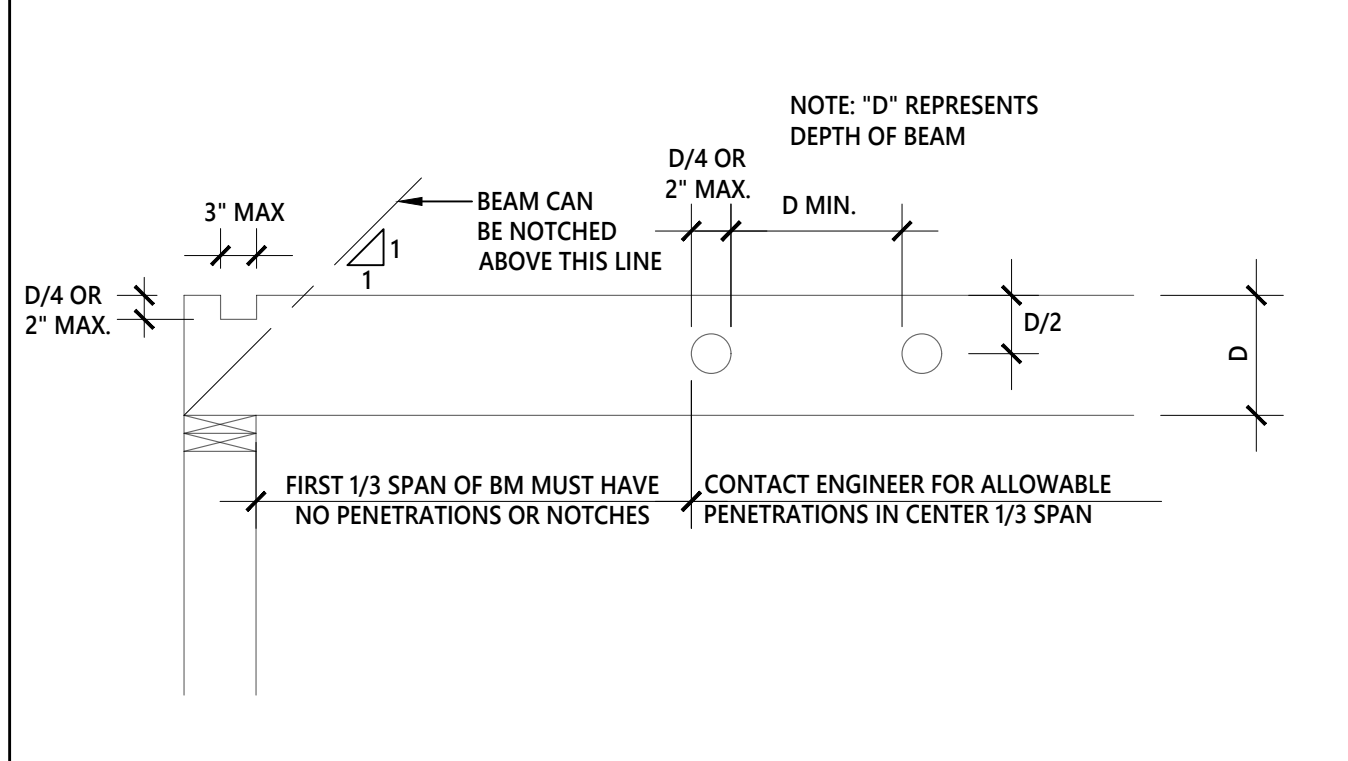 NOTE: "D" REPRESENTS
DEPTH OF BEAM
D/4 OR
2" MAX.
D MIN.
3" MAX
BEAM CAN
BE NOTCHED
ABOVE THIS LINE
1
1
D/4 OR
2" MAX.
D/2
D
FIRST 1/3 SPAN OF BM MUST HAVE
NO PENETRATIONS OR NOTCHES
CONTACT ENGINEER FOR ALLOWABLE
PENETRATIONS IN CENTER 1/3 SPAN